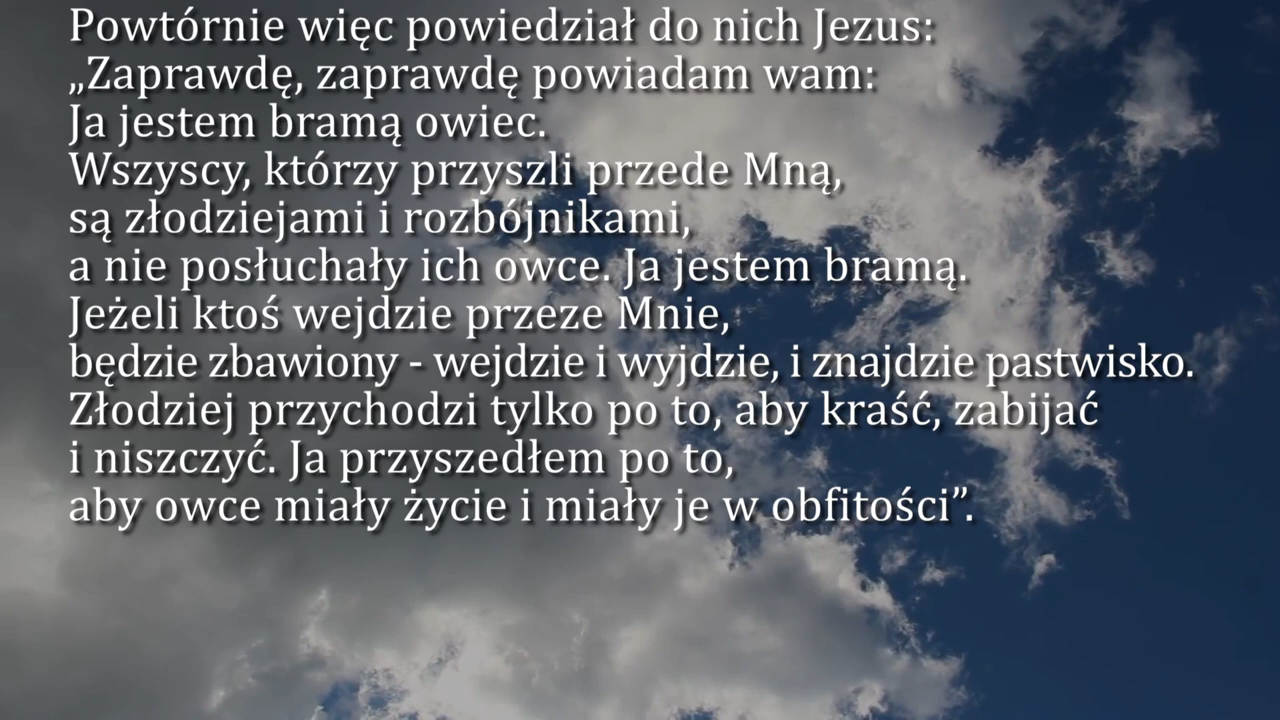 Powtórnie więc powiedział do nich Jezus:
„Zaprawdę, zaprawdę powiadam wam:
Ja jestem bramą owiec.
Wszyscy, którzy przyszli przede Mną,
są złodziejami i rozbójnikami,
a nie posłuchały ich owce. Ja jestem bramą.
Jeżeli ktoś wejdzie przeze Mnie,
będzie zbawiony - wejdzie i wyjdzie, i znajdzie pastwisko.
Złodziej przychodzi tylko po to, aby kraść, zabijać
i niszczyć. Ja przyszedłem po to,
aby owce miały życie i miały je w obfitości”.